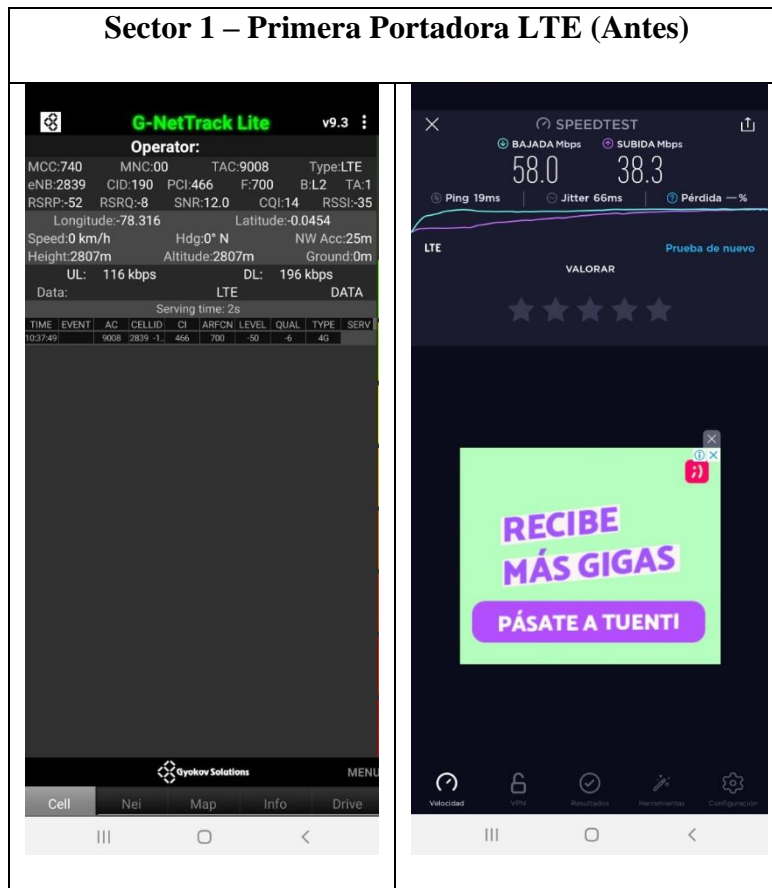 Sector 1 – Primera Portadora LTE (Antes)
G-NetTrack Lite v9.3
Operator:
MCC:740 MNC:00 TAC:9008 Type:LTE
eNB:2839 CID:190 PCI:466 F:700 B:L2 TA:1
RSRP:-52 RSRQ:-8 SNR:12.0 CQI:14 RSSI:-35
Longitude:-78.316 Latitude:-0.0454
Speed:0 km/h Hdg:0° N NW Acc:25m
Height:2807m Altitude:2807m Ground:0m
UL: 116 kbps DL: 196 kbps
Data: LTE DATA
Serving time: 2s
TIME EVENT AC CELLID CI ARFCN LEVEL QUAL TYPE SERV
10:37:49 9008 2839 -1.. 466 700 -50 -6 4G
Gyokov Solutions MENU
Cell Nei Map Info Drive
SPEEDTEST
BAJADA Mbps SUBIDA Mbps
58.0 38.3
Ping 19ms Jitter 66ms Pérdida —%
LTE Prueba de nuevo
VALORAR
;)
RECIBE
MÁS GIGAS
PÁSATE A TUENTI
Velocidad VPN Resultados Herramientas Configuración